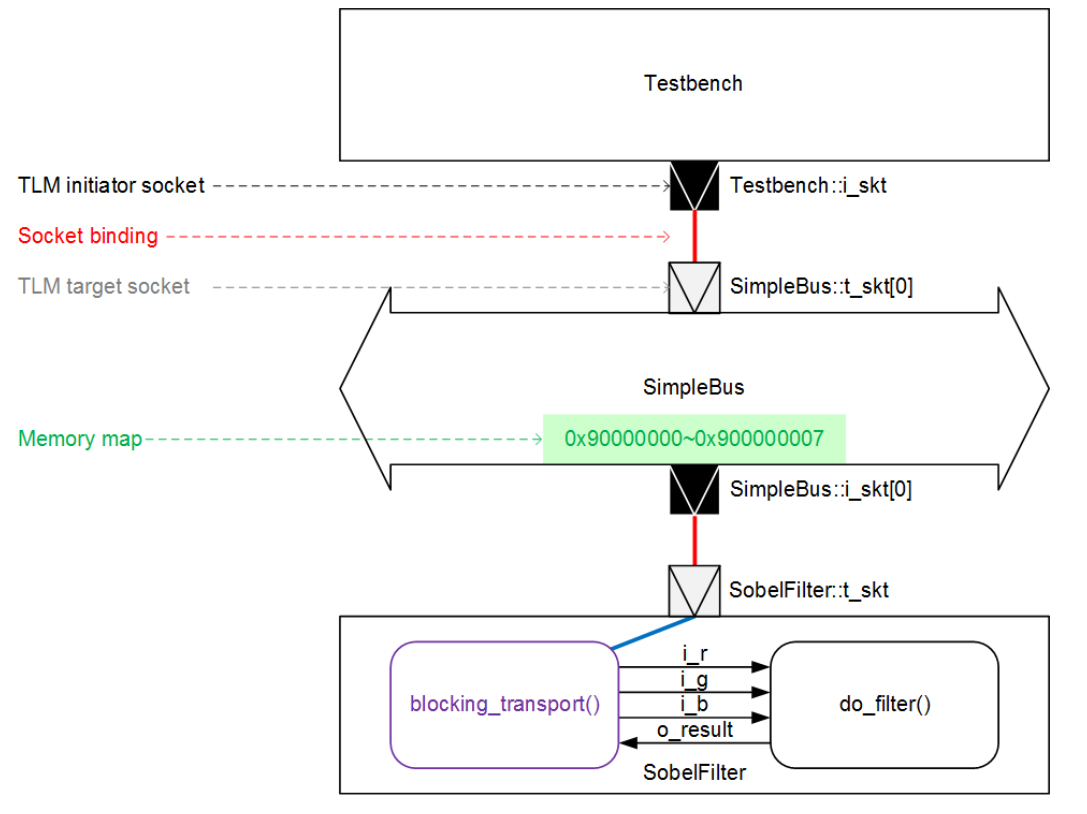 Testbench
TLM initiator socket
Testbench::i_skt
Socket binding
TLM target socket
SimpleBus::t_skt[0]
SimpleBus
Memory map
0x90000000~0x900000007
SimpleBus::i_skt[0]
SobelFilter::t_skt
i_r
i_g
blocking_transport()
i_b
do_filter()
o_result
SobelFilter